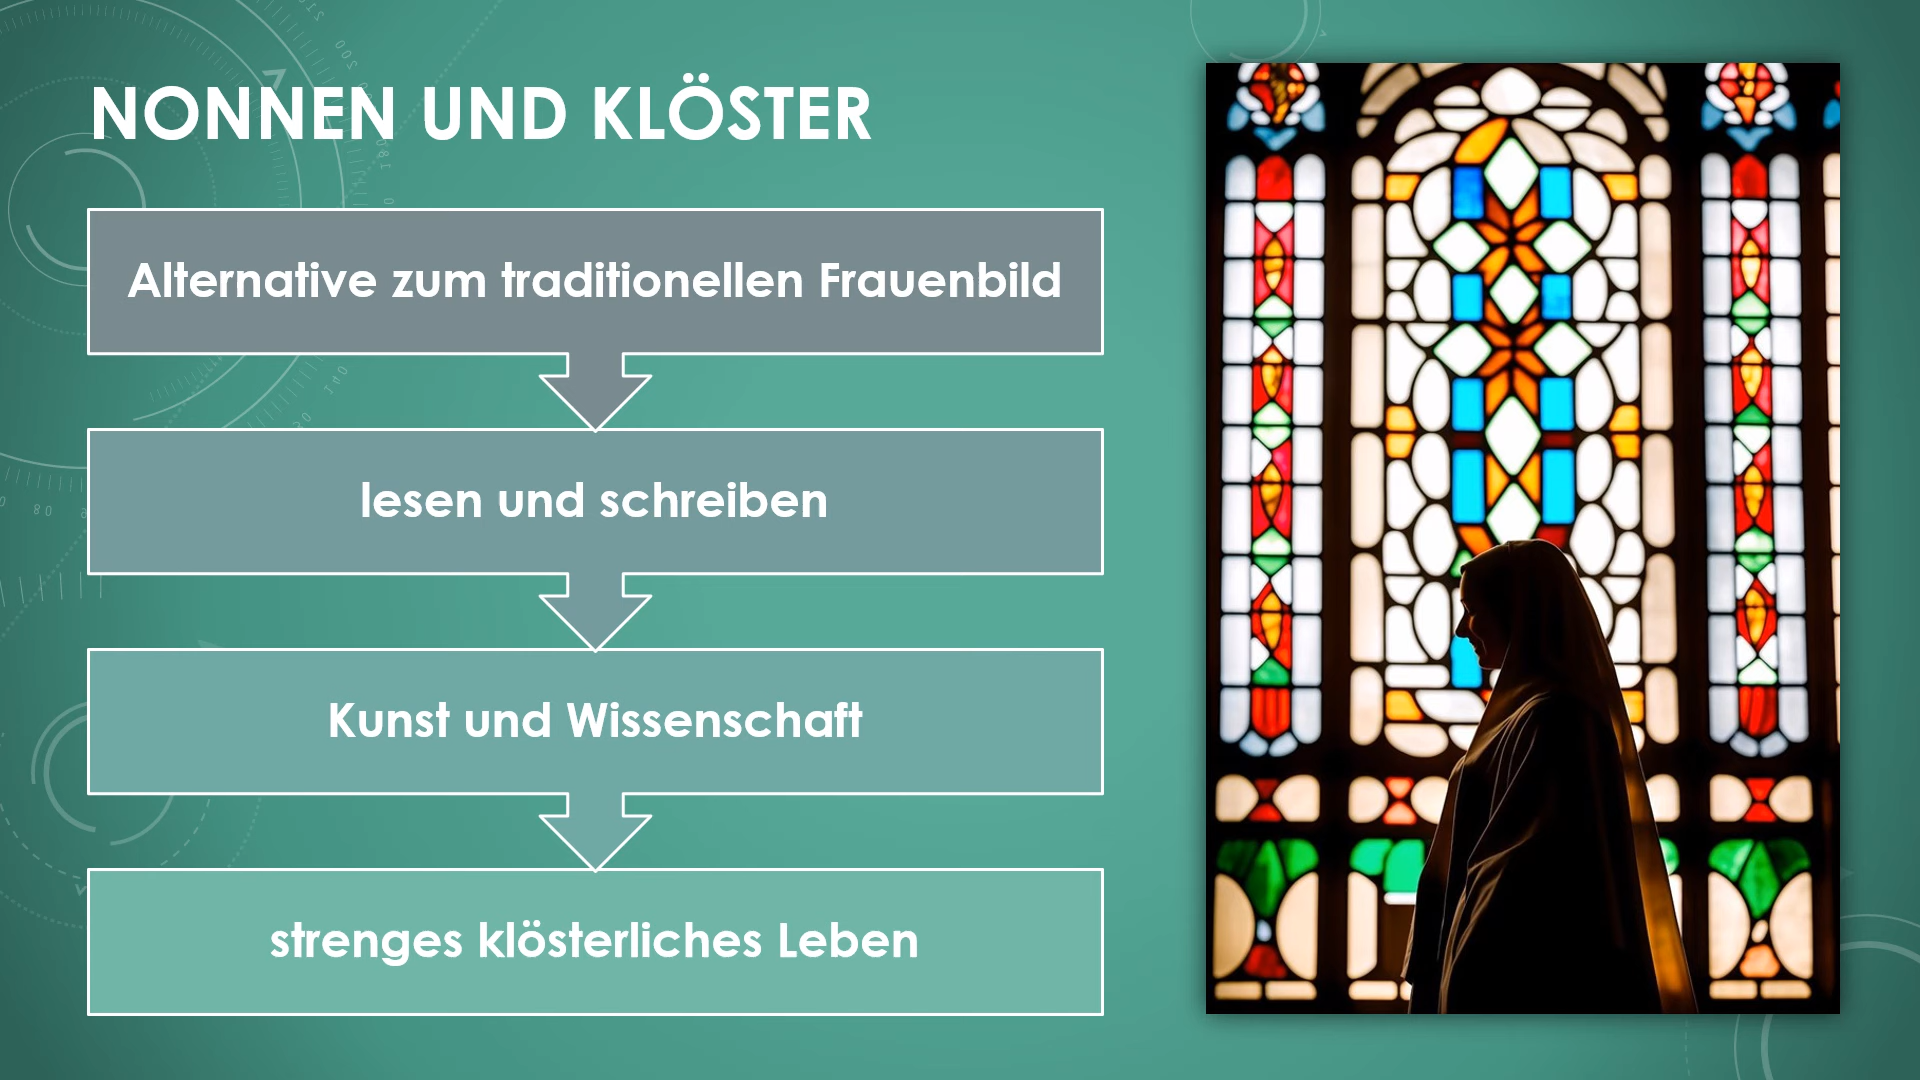 NONNEN UND KLÖSTER
Alternative zum traditionellen Frauenbild
lesen und schreiben
Kunst und Wissenschaft
strenges klösterliches Leben